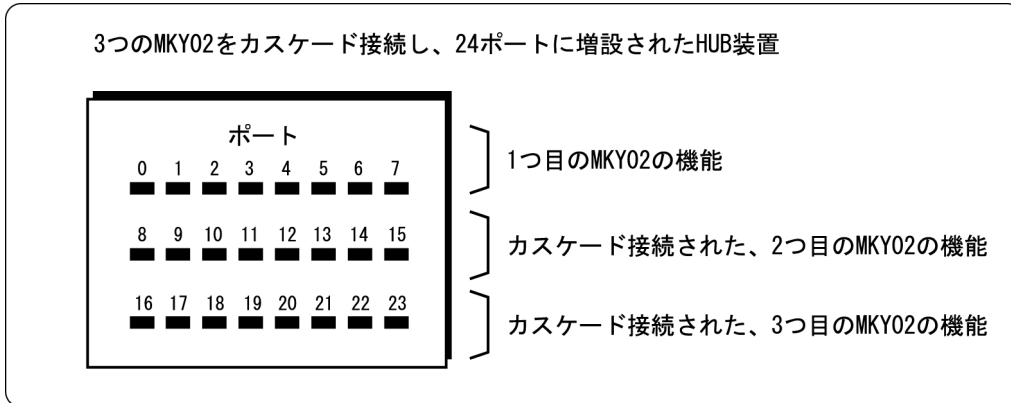 3つのMKY02をカスケード接続し、24ポートに増設されたHUB装置
ポート
0 1 2 3 4 5 6 7
1つ目のMKY02の機能
8 9 10 11 12 13 14 15
カスケード接続された、2つ目のMKY02の機能
16 17 18 19 20 21 22 23
カスケード接続された、3つ目のMKY02の機能